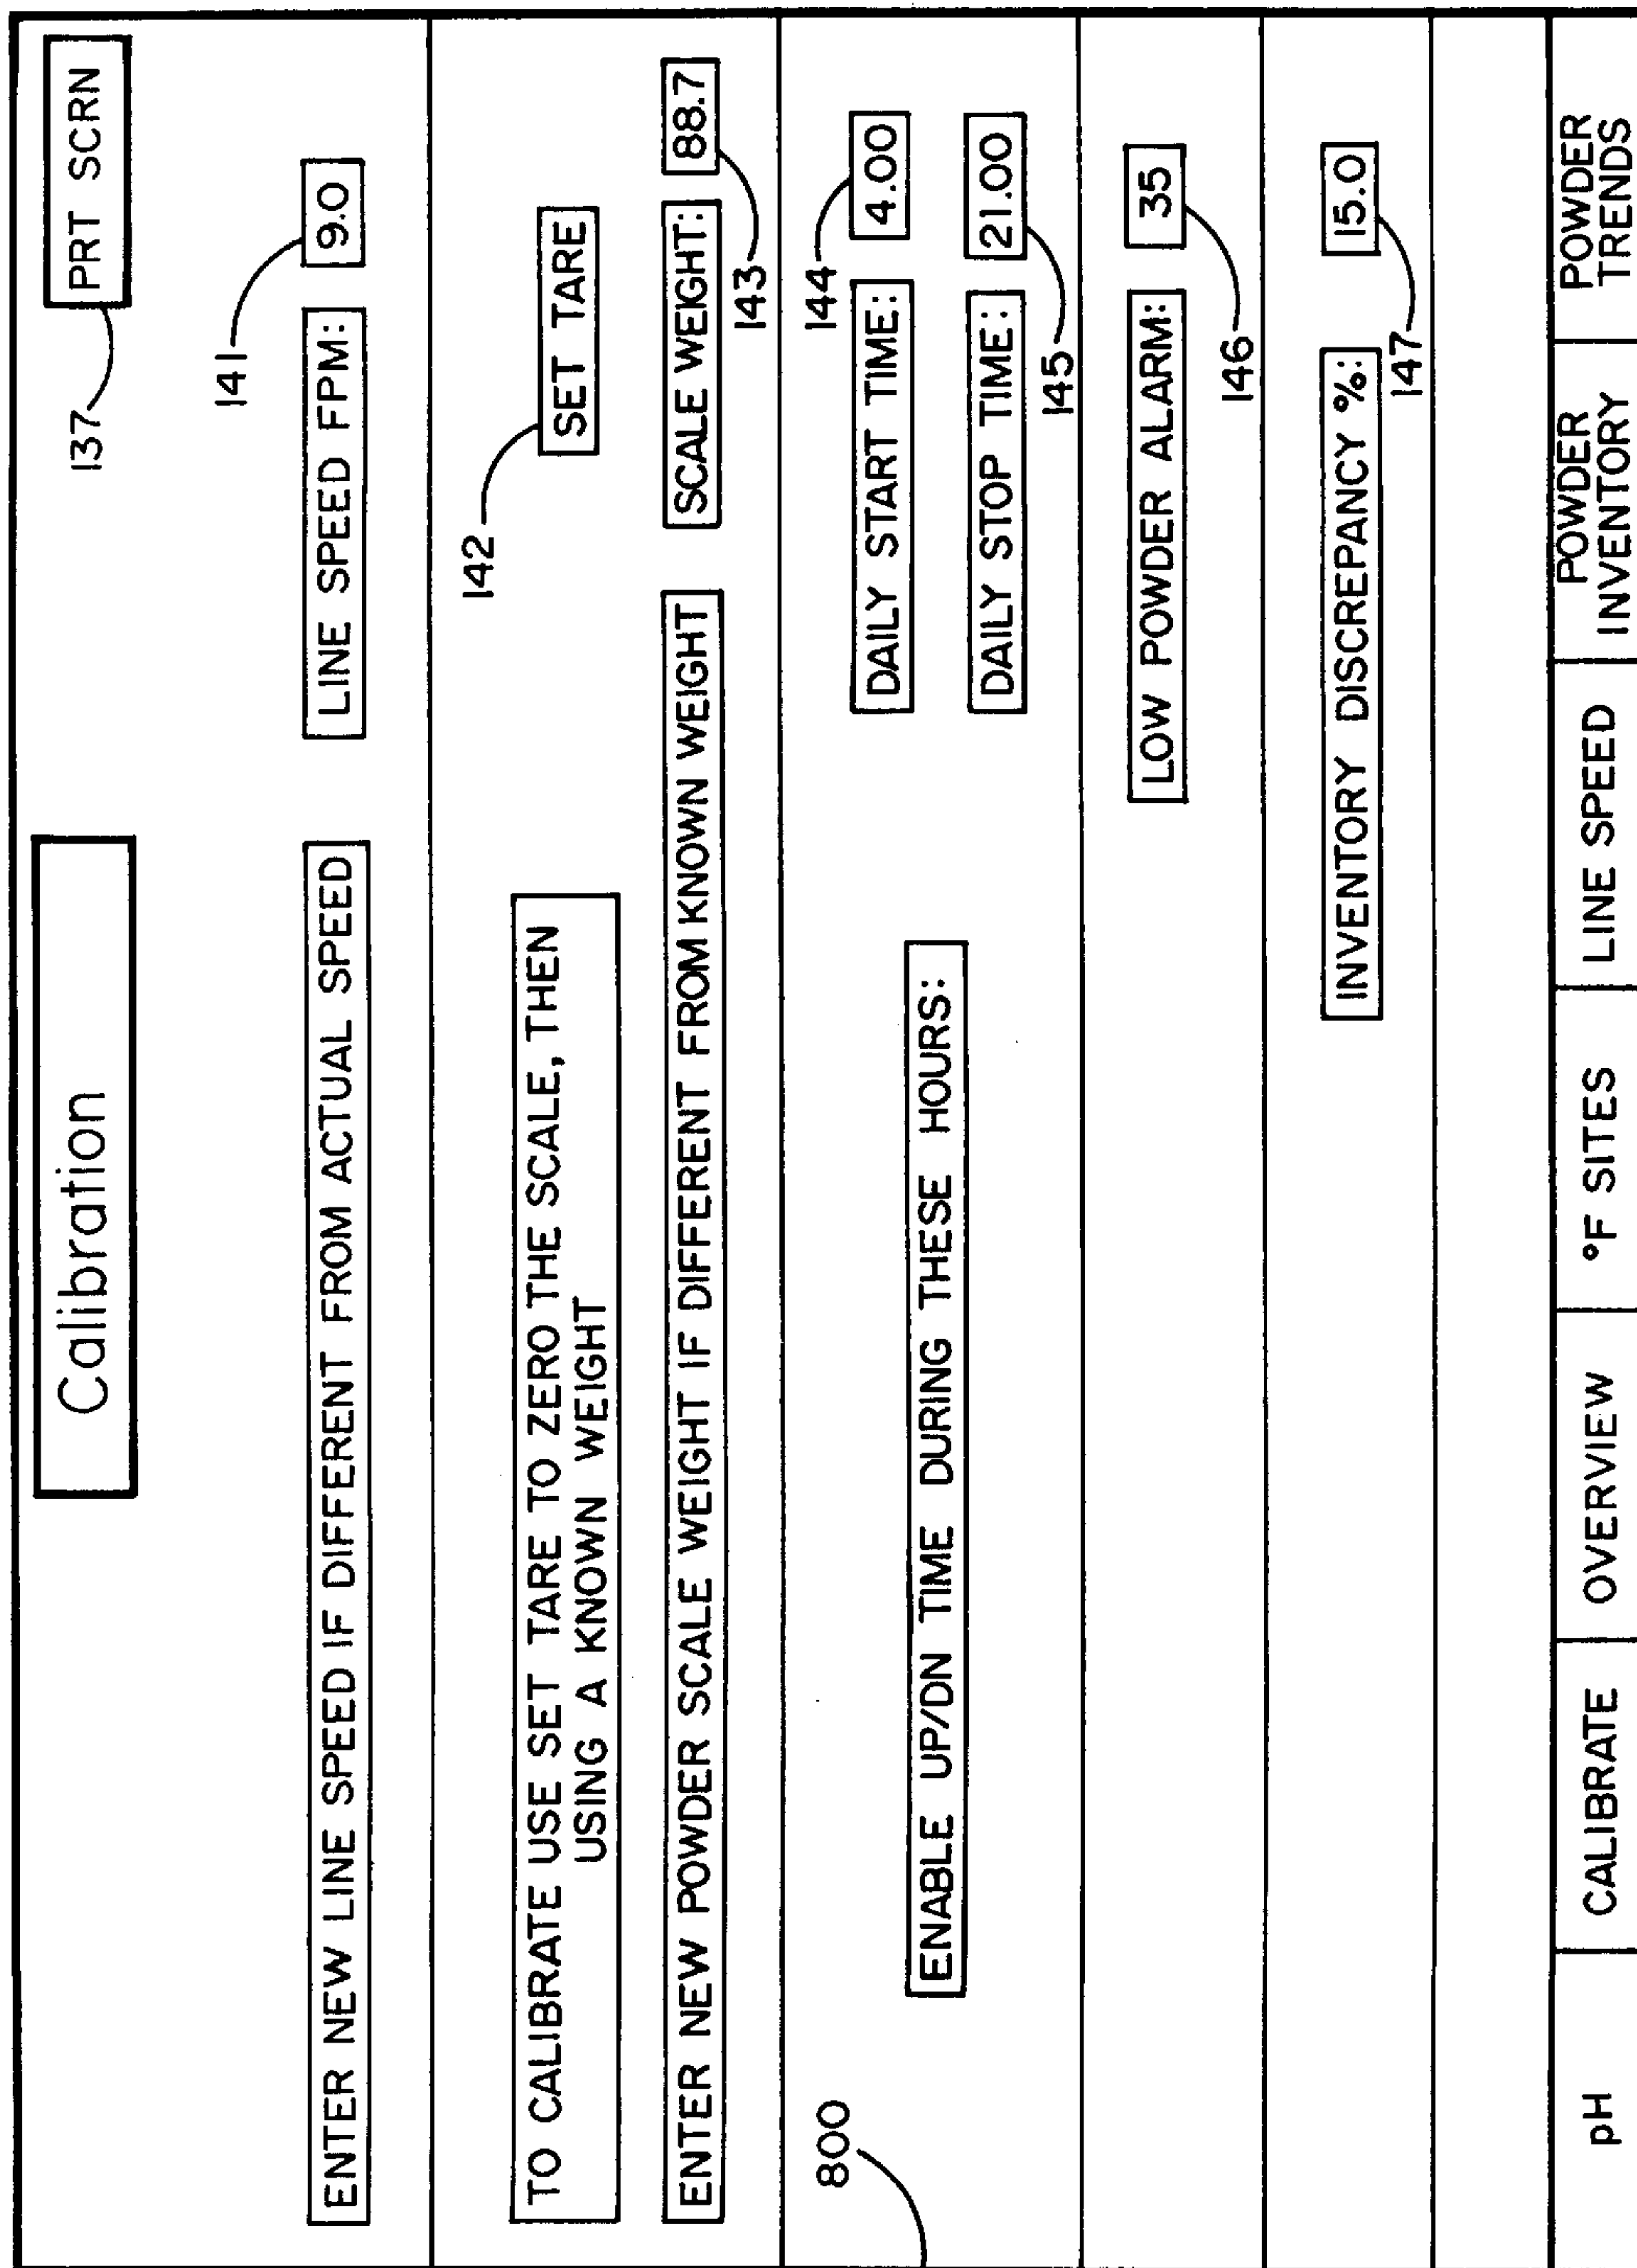 Calibration
PRT SCRN
137
141
ENTER NEW LINE SPEED IF DIFFERENT FROM ACTUAL SPEED
LINE SPEED FPM:
9.0
142
TO CALIBRATE USE SET TARE TO ZERO THE SCALE, THEN
USING A KNOWN WEIGHT
SET TARE
ENTER NEW POWDER SCALE WEIGHT IF DIFFERENT FROM KNOWN WEIGHT
SCALE WEIGHT:
88.7
143
800
144
DAILY START TIME:
4.00
ENABLE UP/DN TIME DURING THESE HOURS:
DAILY STOP TIME:
21.00
145
LOW POWDER ALARM:
35
146
INVENTORY DISCREPANCY %:
15.0
147
pH
CALIBRATE
OVERVIEW
°F SITES
LINE SPEED
POWDER
INVENTORY
POWDER
TRENDS